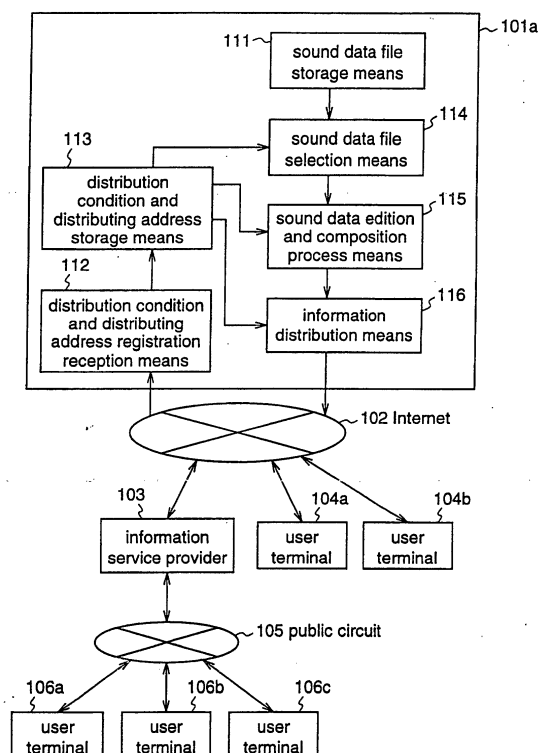 101a
111
sound data file
storage means
114
sound data file
selection means
113
distribution
condition and
distributing address
storage means
115
sound data edition
and composition
process means
112
distribution condition
and distributing
address registration
reception means
116
information
distribution means
102 Internet
103
information
service provider
104a
user
terminal
104b
user
terminal
105 public circuit
106a
user
terminal
106b
user
terminal
106c
user
terminal